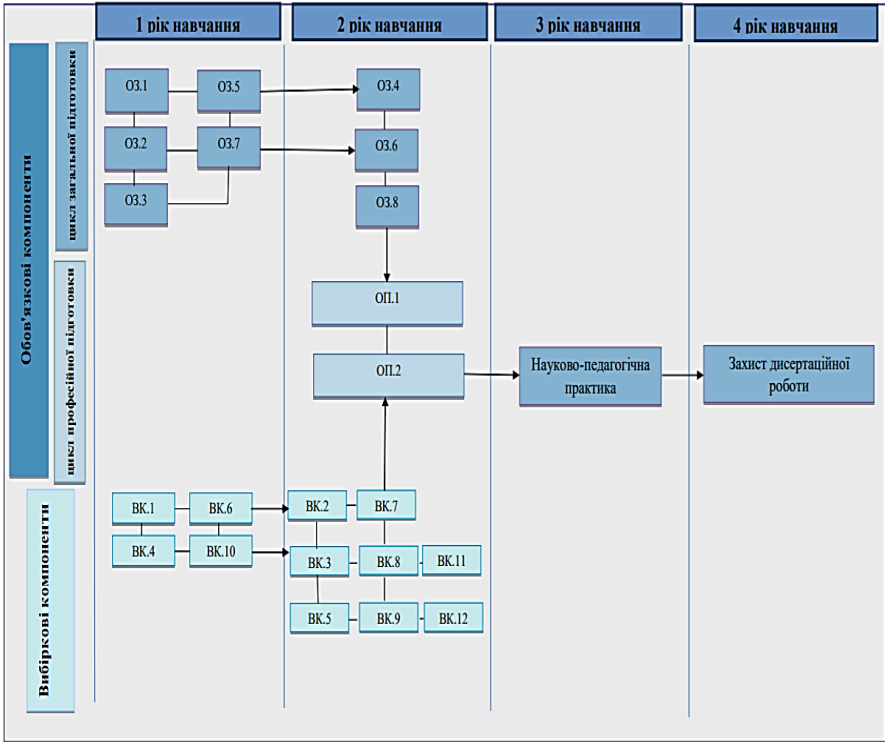 1 рік навчання
2 рік навчання
3 рік навчання
4 рік навчання
Обов'язкові компоненти
цикл загальної підготовки
ОЗ.1
ОЗ.5
ОЗ.4
ОЗ.2
ОЗ.7
ОЗ.6
ОЗ.3
ОЗ.8
цикл професійної підготовки
ОП.1
ОП.2
Науково-педагогічна
практика
Захист дисертаційної
роботи
Вибіркові компоненти
ВК.1
ВК.6
ВК.2
ВК.7
ВК.4
ВК.10
ВК.3
ВК.8
ВК.11
ВК.5
ВК.9
ВК.12